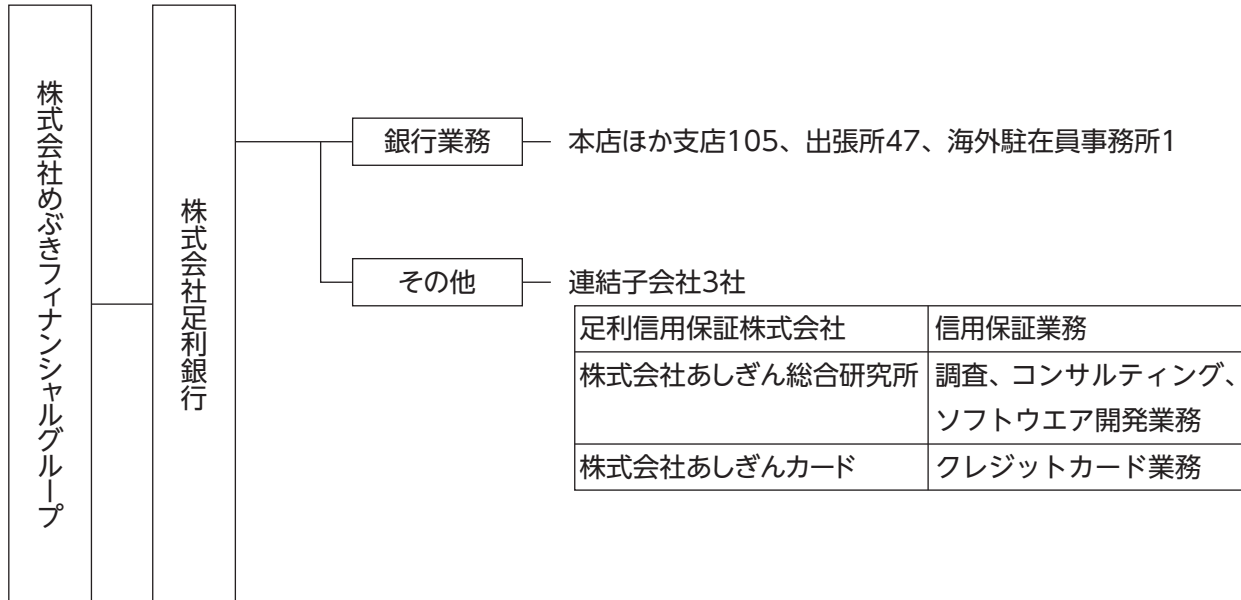 株式会社めぶきフィナンシャルグループ
株式会社足利銀行
銀行業務
本店ほか支店105、出張所47、海外駐在員事務所1
その他
連結子会社3社
足利信用保証株式会社
信用保証業務
株式会社あしぎん総合研究所
調査、コンサルティング、
ソフトウエア開発業務
株式会社あしぎんカード
クレジットカード業務